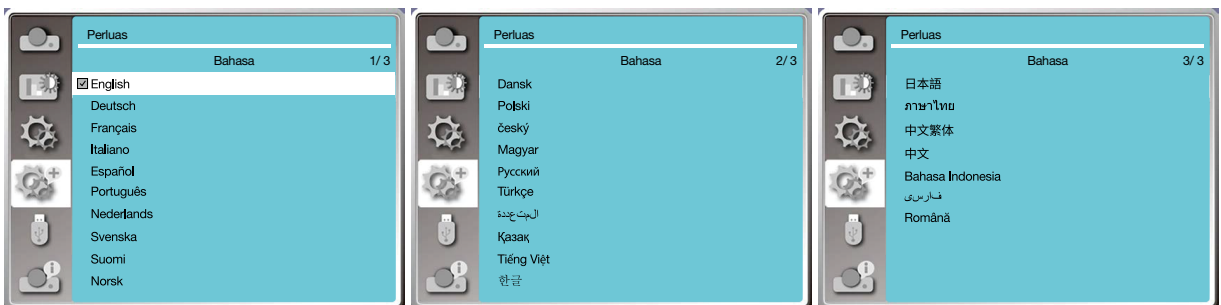 Perluas
Bahasa 1/3
English
Deutsch
Français
Italiano
Español
Português
Nederlands
Svenska
Suomi
Norsk
Perluas
Bahasa 2/3
Dansk
Polski
český
Magyar
Русский
Türkçe
المتعددة
Қазақ
Tiếng Việt
한글
Perluas
Bahasa 3/3
日本語
ภาษาไทย
中文繁体
中文
Bahasa Indonesia
فارسی
Română